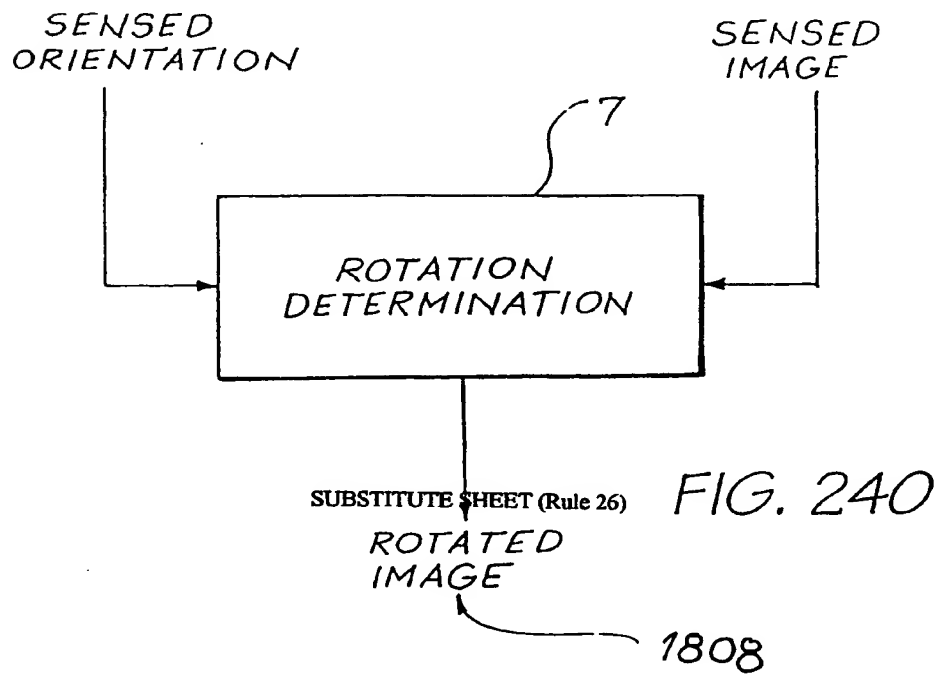 SENSED
ORIENTATION
SENSED
IMAGE
7
ROTATION
DETERMINATION
SUBSTITUTE SHEET (Rule 26)
FIG. 240
ROTATED
IMAGE
1808